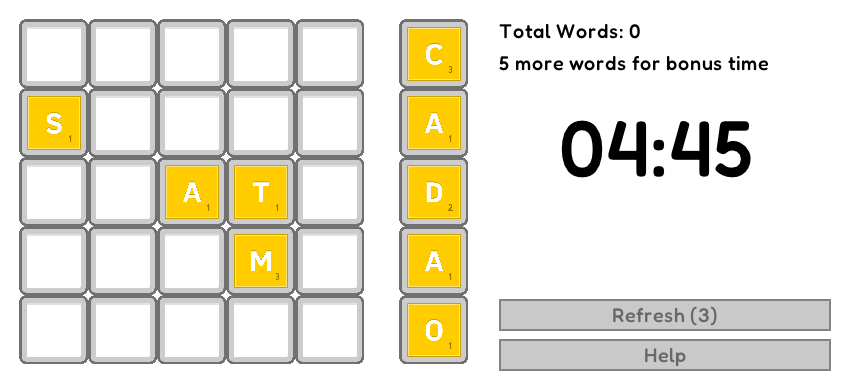 Total Words: 0
5 more words for bonus time
04:45
C 3
S 1
A 1
A 1
T 1
D 2
M 3
A 1
O 1
Refresh (3)
Help